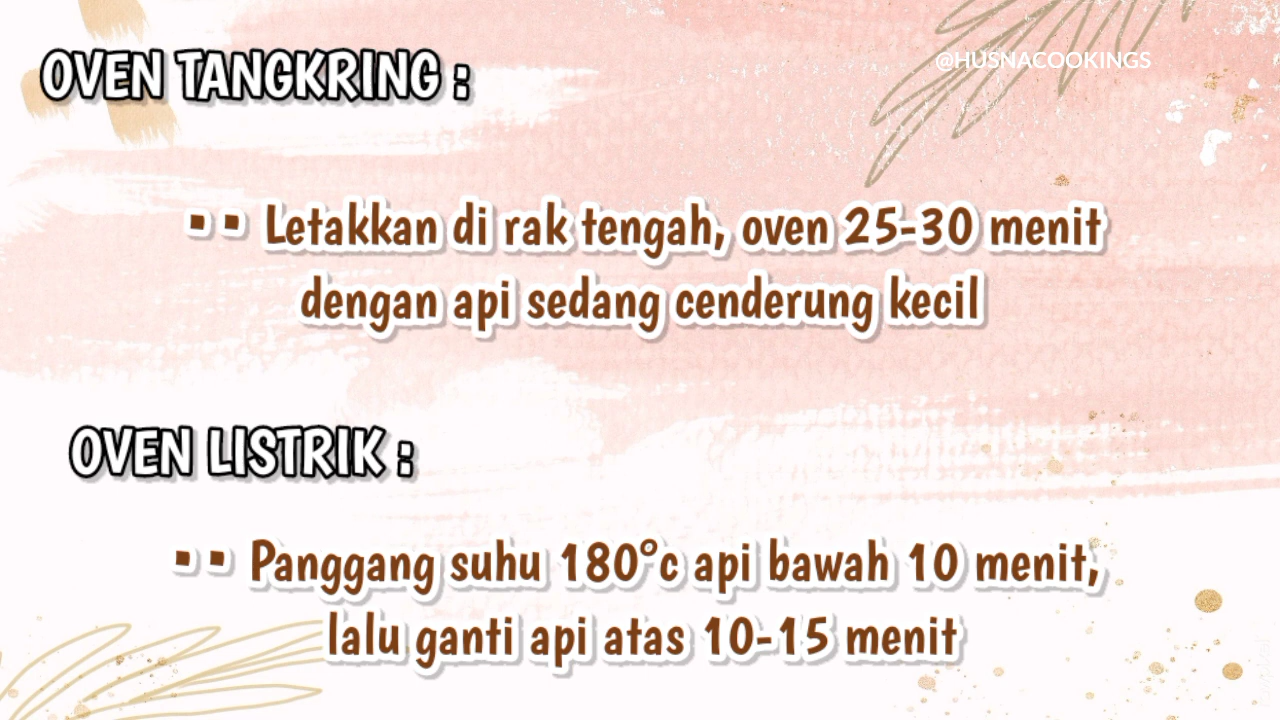 OVEN TANGKRING :
@HUSNACOOKINGS
▪▪ Letakkan di rak tengah, oven 25-30 menit
dengan api sedang cenderung kecil
OVEN LISTRIK :
▪▪ Panggang suhu 180°c api bawah 10 menit,
lalu ganti api atas 10-15 menit